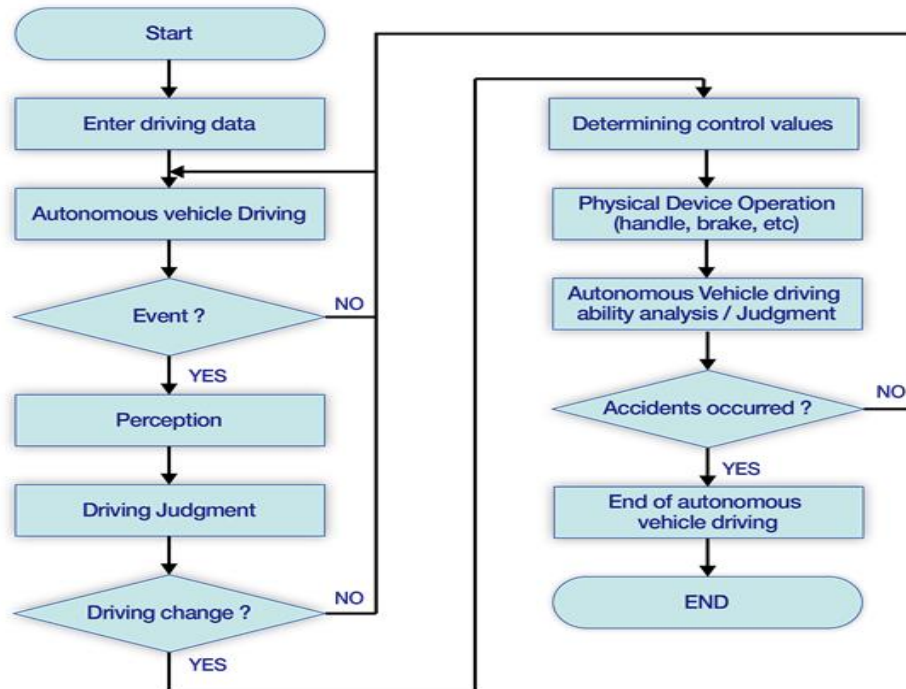 Start
Enter driving data
Autonomous vehicle Driving
Event ?
NO
YES
Perception
Driving Judgment
Driving change ?
NO
YES
Determining control values
Physical Device Operation
(handle, brake, etc)
Autonomous Vehicle driving
ability analysis / Judgment
Accidents occurred ?
NO
YES
End of autonomous
vehicle driving
END